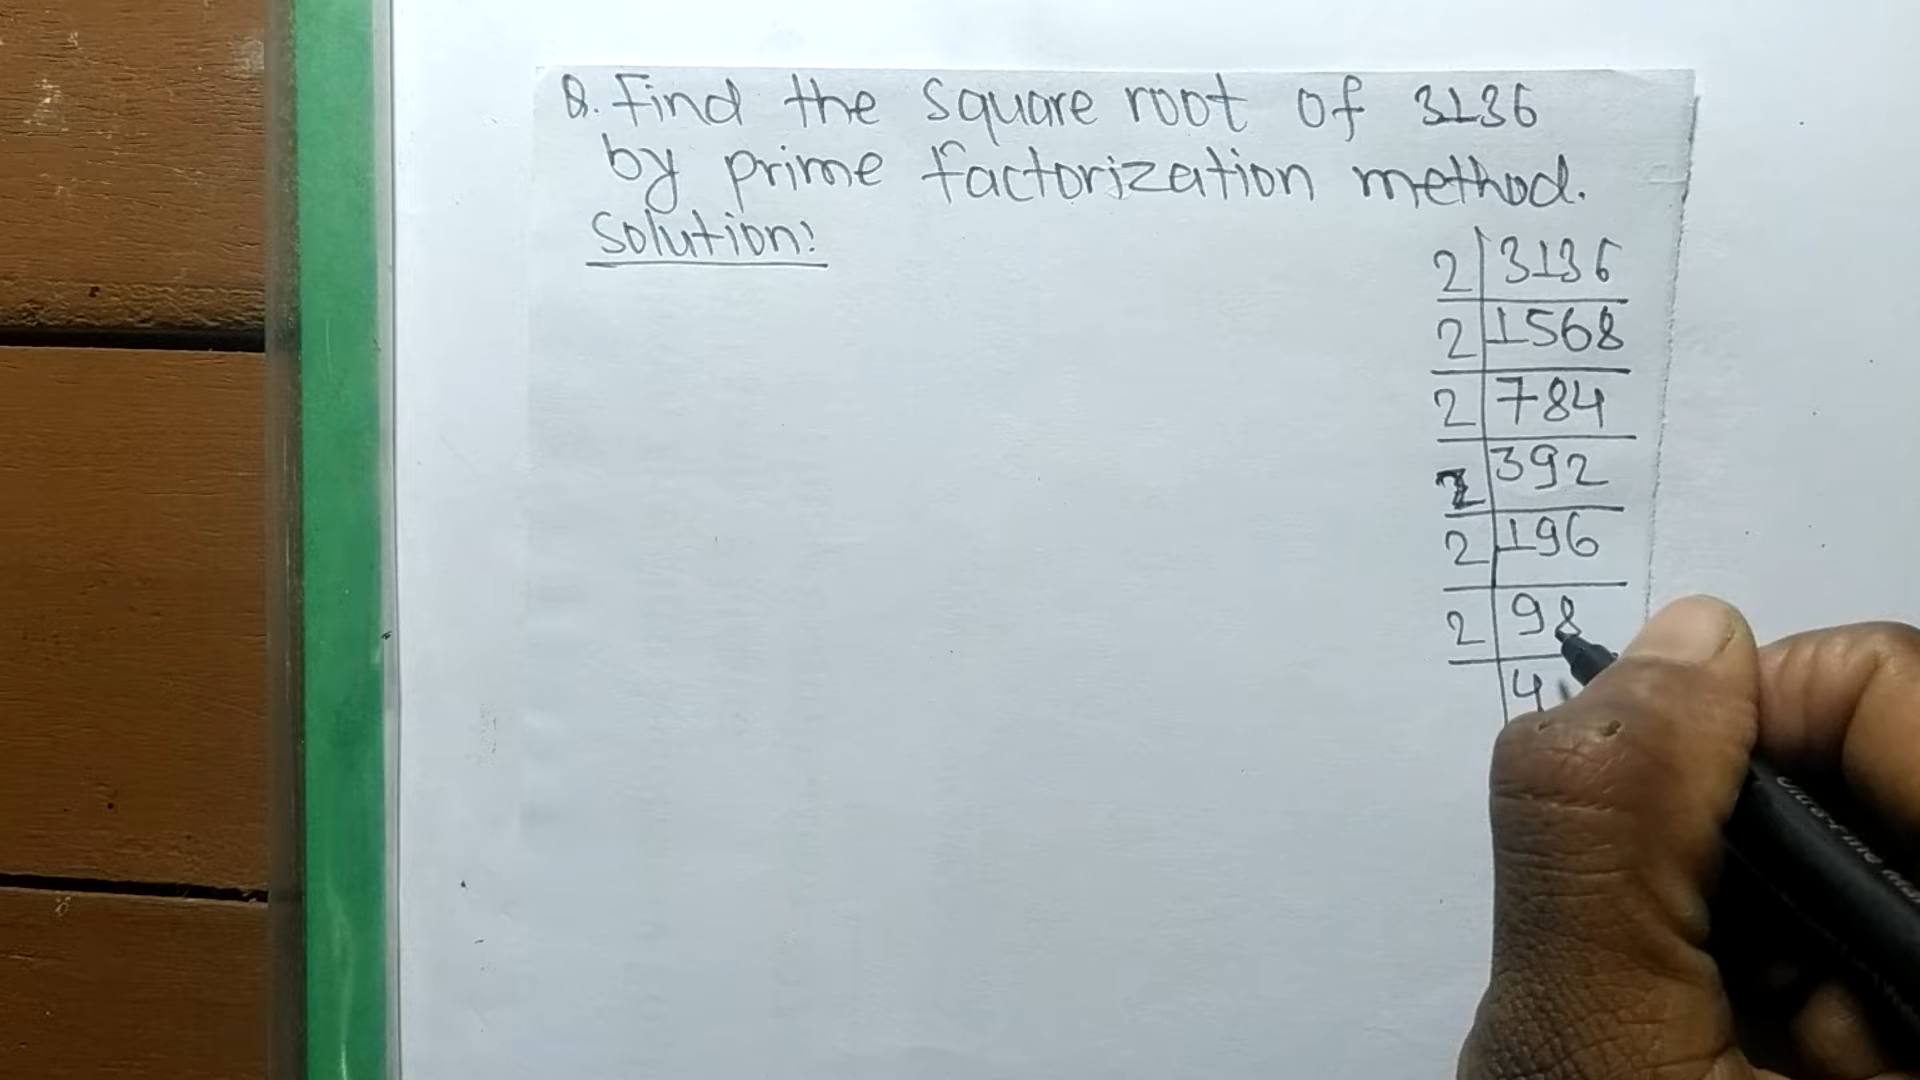 Q. Find the square root of 3136
by prime factorization method.
Solution:
2 3136
2 1568
2 784
2 392
2 196
2 98
4